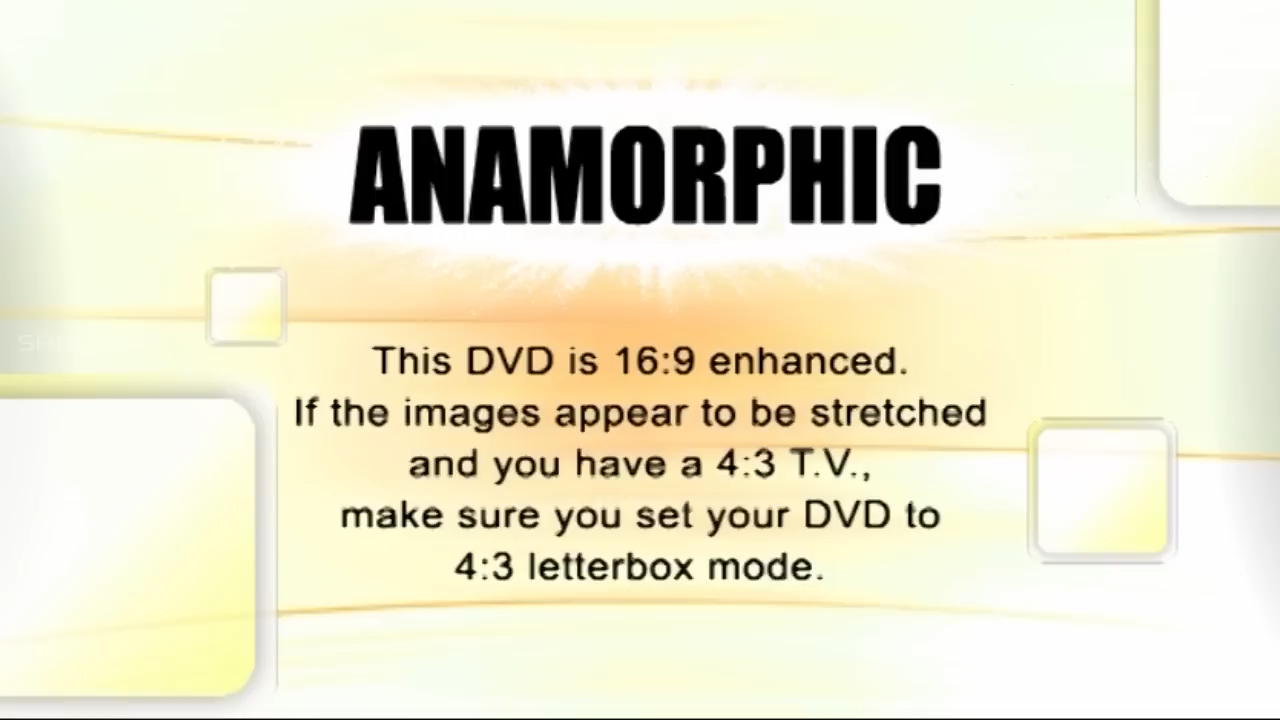 ANAMORPHIC
This DVD is 16:9 enhanced.
If the images appear to be stretched
and you have a 4:3 T.V.,
make sure you set your DVD to
4:3 letterbox mode.